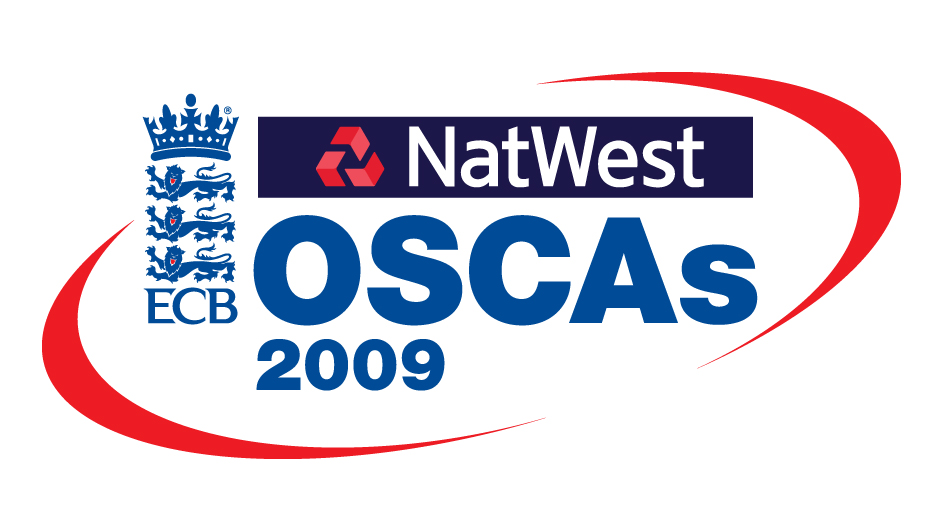 ®
NatWest
OSCAs
ECB
2009